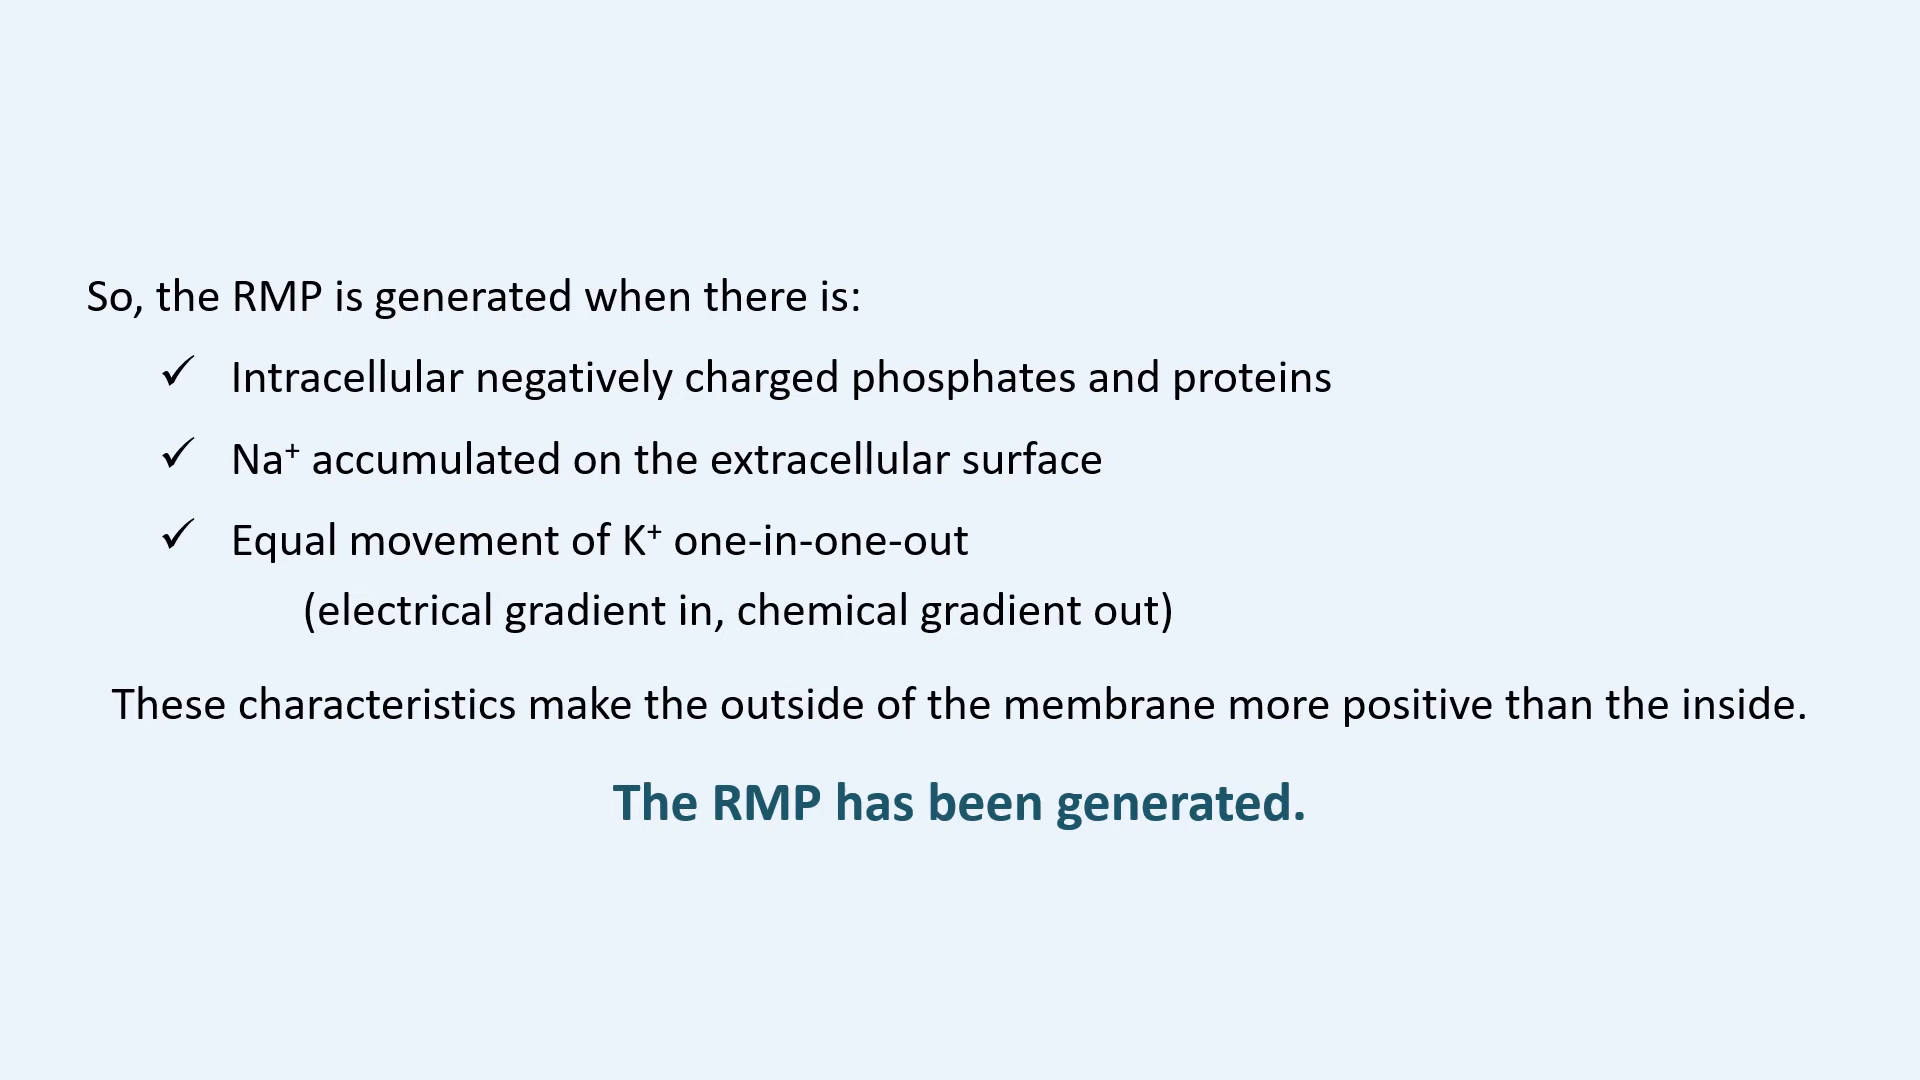 So, the RMP is generated when there is:
✓ Intracellular negatively charged phosphates and proteins
✓ Na⁺ accumulated on the extracellular surface
✓ Equal movement of K⁺ one-in-one-out
(electrical gradient in, chemical gradient out)
These characteristics make the outside of the membrane more positive than the inside.
The RMP has been generated.